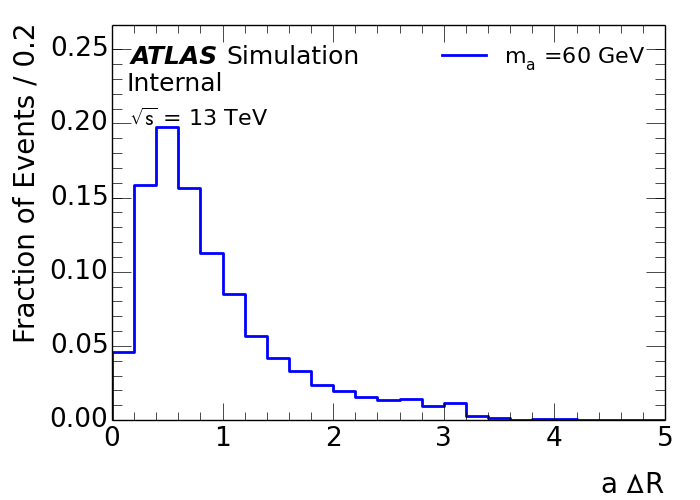 ATLAS Simulation
Internal
√s = 13 TeV
m_a =60 GeV
Fraction of Events / 0.2
0.25
0.20
0.15
0.10
0.05
0.00
0 1 2 3 4 5
a ΔR